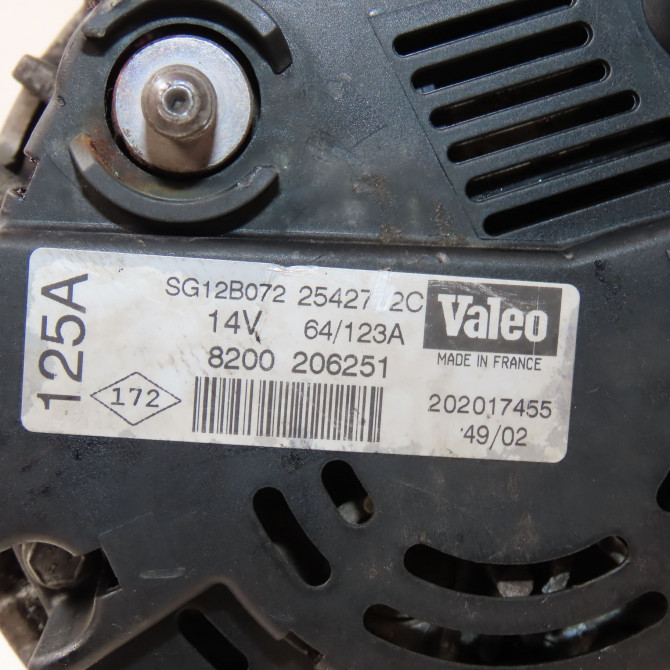 125A
SG12B072
14V 64/123A
8200 206251
172
Valeo
MADE IN FRANCE
202017455
49/02